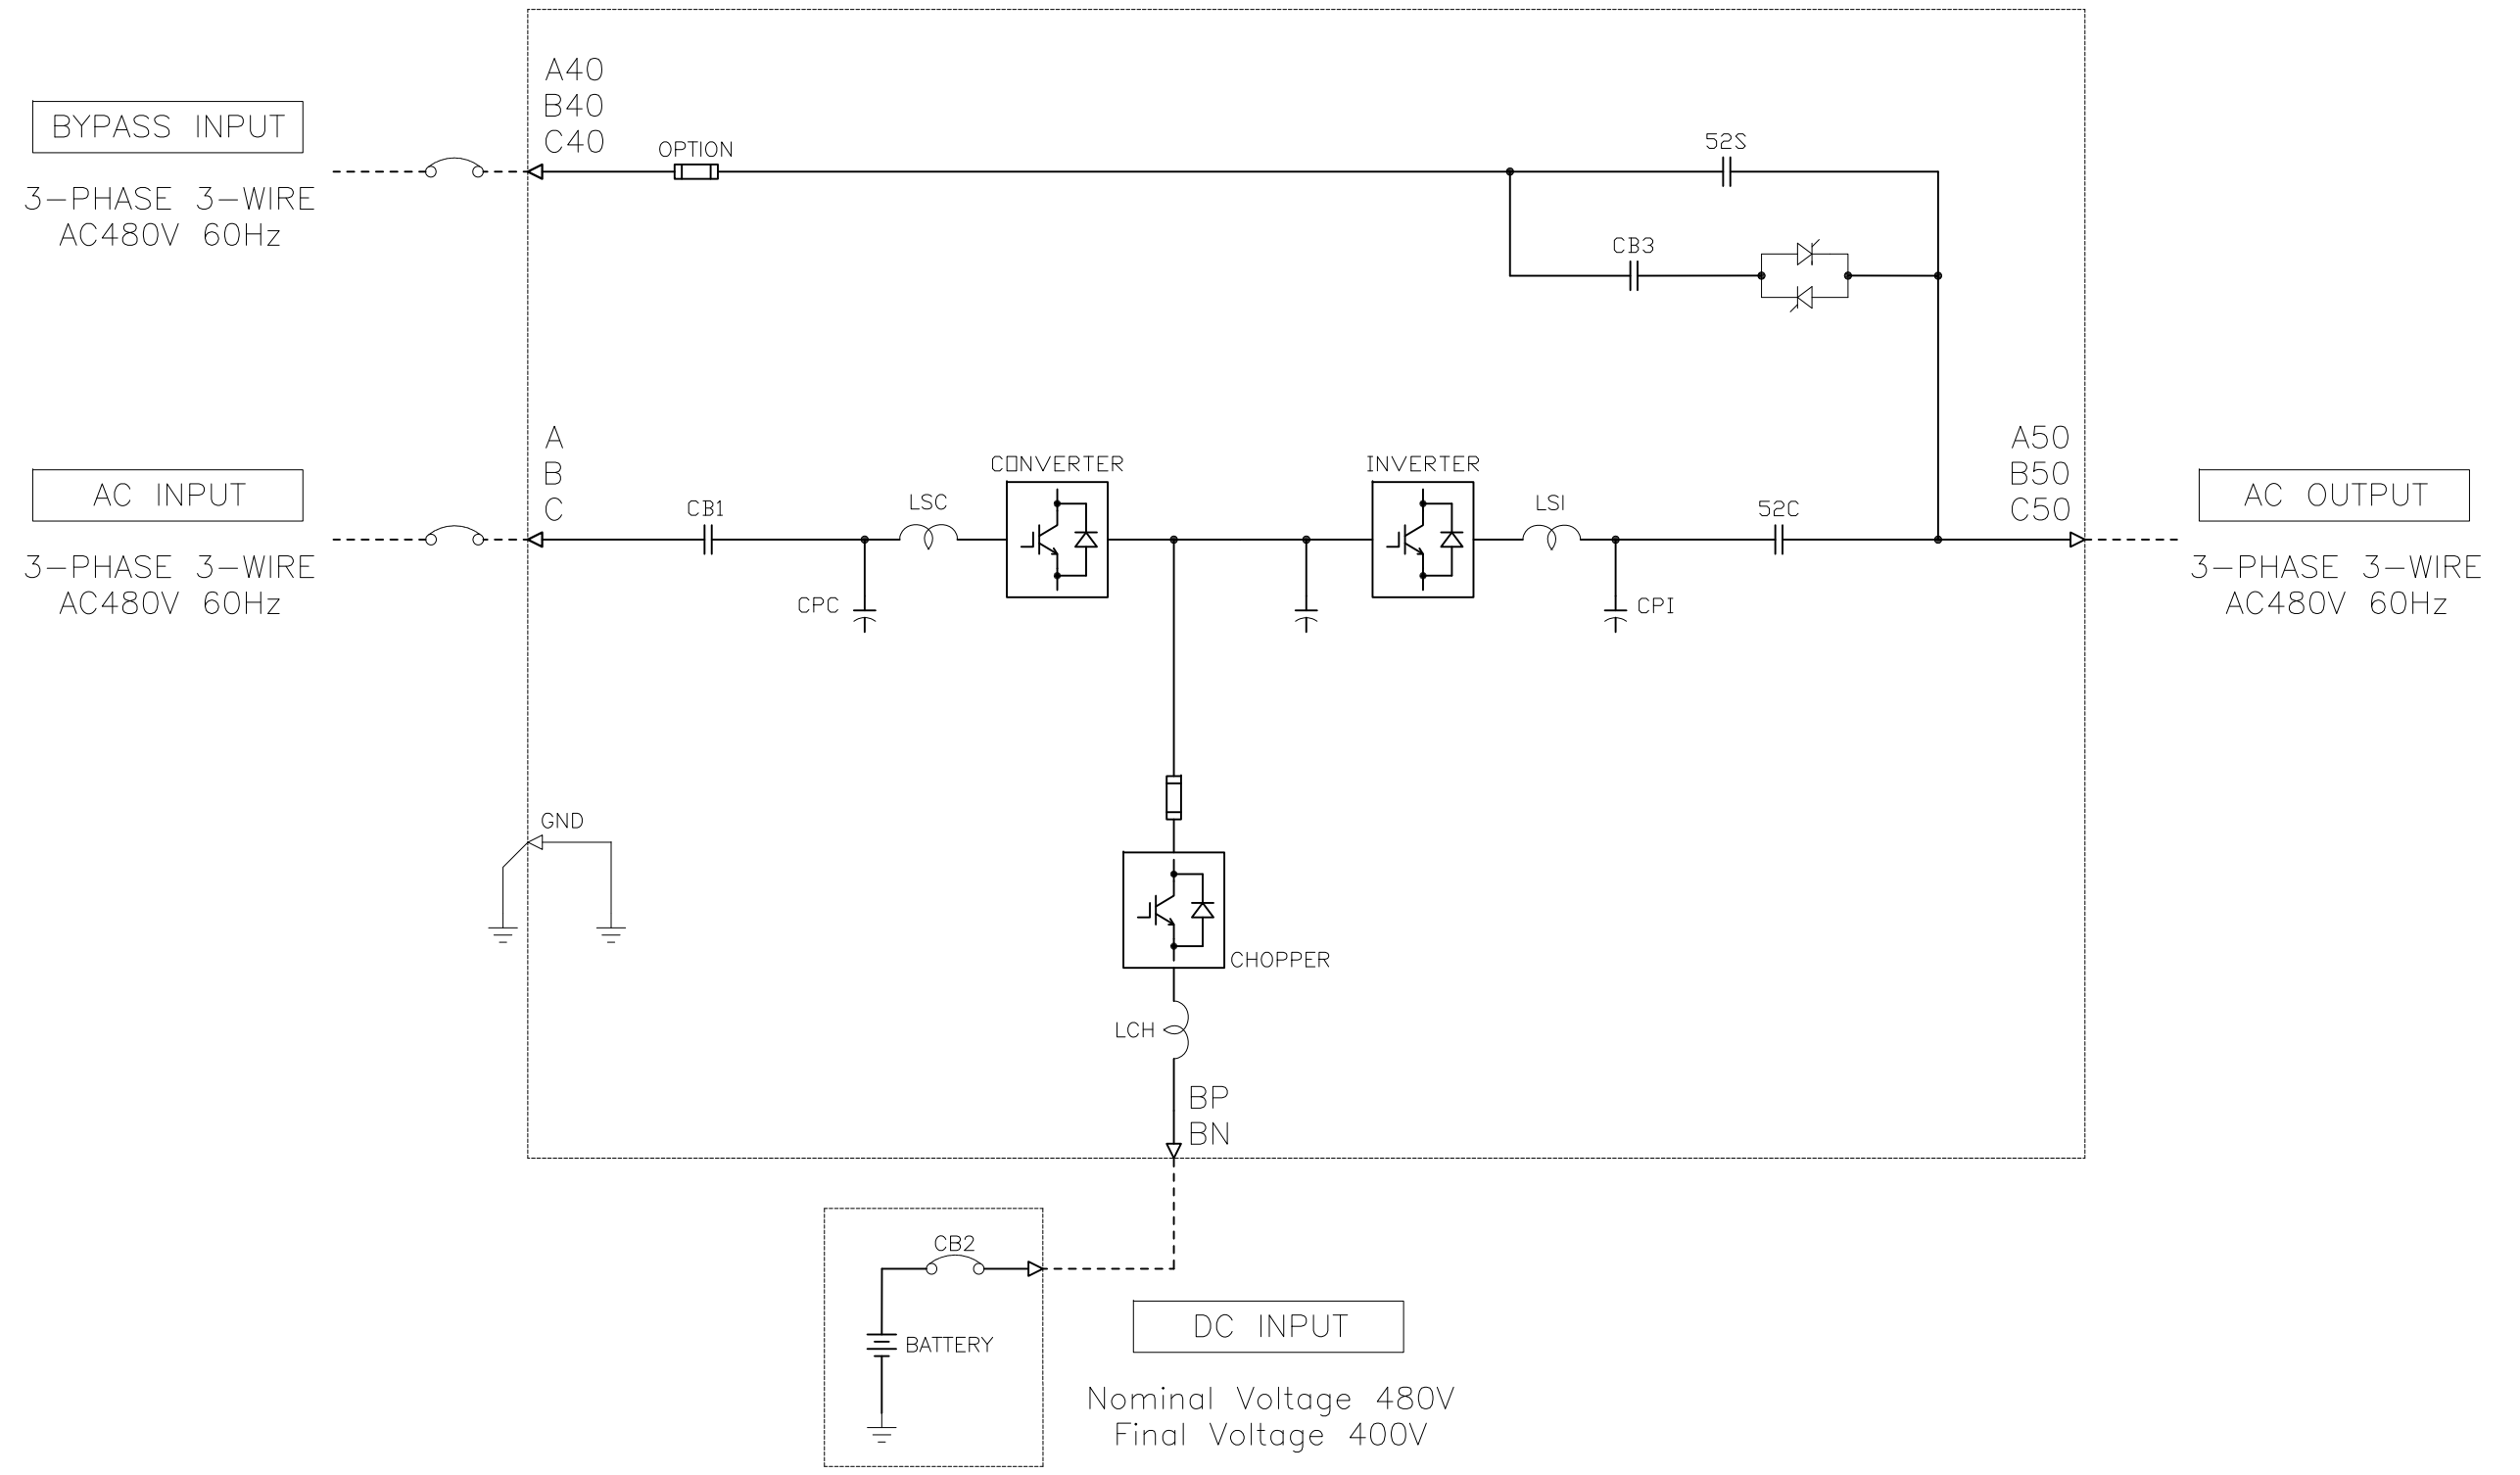 A40
B40
C40
BYPASS INPUT
3-PHASE 3-WIRE
AC480V 60Hz
OPTION
52S
CB3
A
B
C
AC INPUT
3-PHASE 3-WIRE
AC480V 60Hz
CB1
LSC
CPC
CONVERTER
INVERTER
LSI
CPI
52C
A50
B50
C50
AC OUTPUT
3-PHASE 3-WIRE
AC480V 60Hz
GND
CHOPPER
LCH
BP
BN
CB2
BATTERY
DC INPUT
Nominal Voltage 480V
Final Voltage 400V